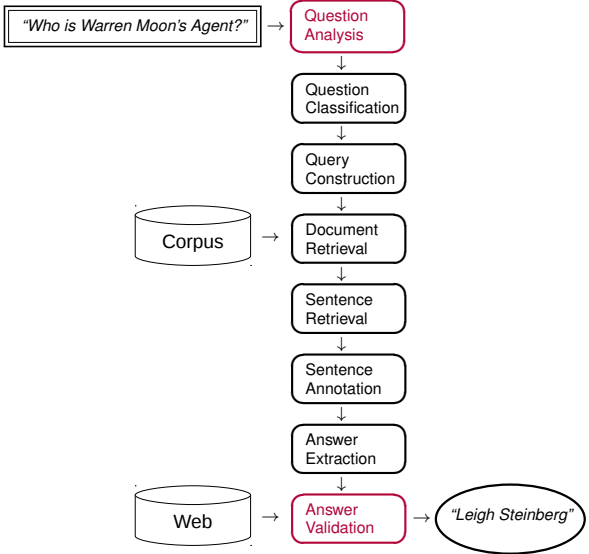 “Who is Warren Moon’s Agent?”
Question
Analysis
Question
Classification
Query
Construction
Corpus
Document
Retrieval
Sentence
Retrieval
Sentence
Annotation
Answer
Extraction
Web
Answer
Validation
“Leigh Steinberg”